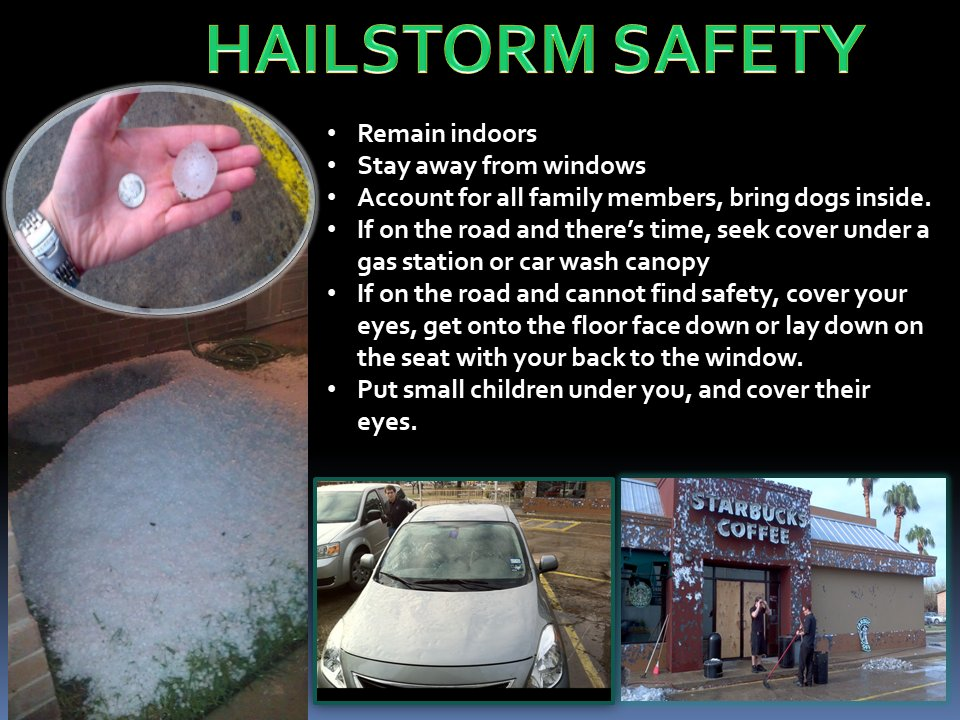 HAILSTORM SAFETY
• Remain indoors
• Stay away from windows
• Account for all family members, bring dogs inside.
• If on the road and there’s time, seek cover under a
gas station or car wash canopy
• If on the road and cannot find safety, cover your
eyes, get onto the floor face down or lay down on
the seat with your back to the window.
• Put small children under you, and cover their
eyes.
STARBUCKS
COFFEE